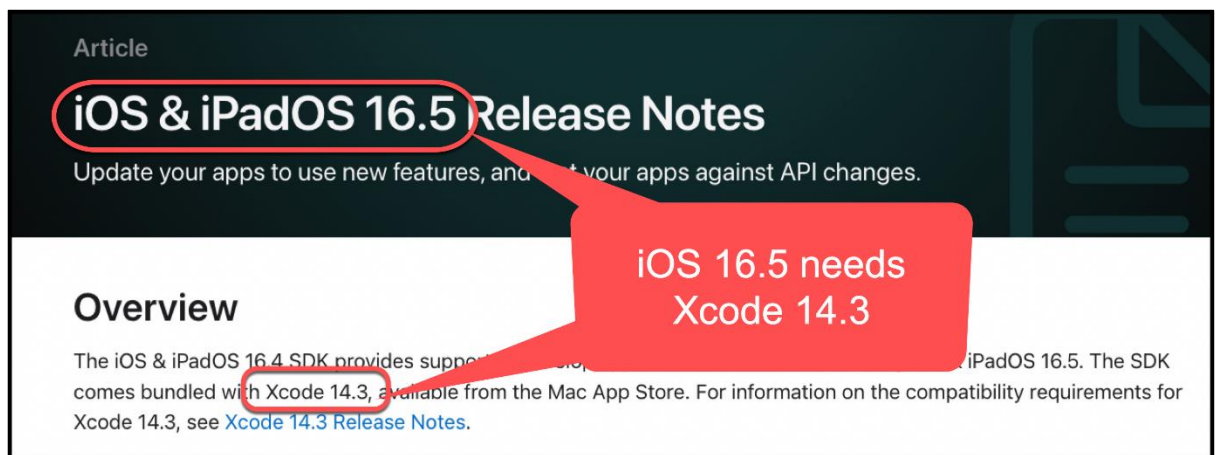 Article
iOS & iPadOS 16.5 Release Notes
Update your apps to use new features, and your apps against API changes.
iOS 16.5 needs
Xcode 14.3
Overview
The iOS & iPadOS 16.4 SDK provides iPadOS 16.5. The SDK
comes bundled with Xcode 14.3, available from the Mac App Store. For information on the compatibility requirements for
Xcode 14.3, see Xcode 14.3 Release Notes.